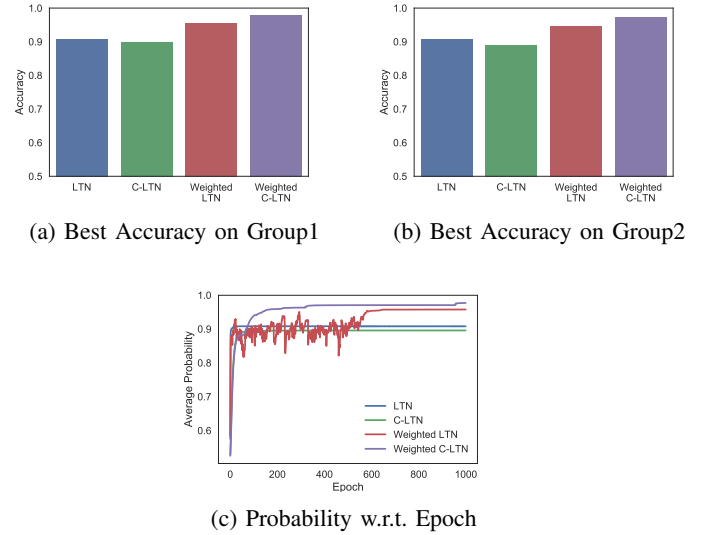 1.0
0.9
0.8
0.7
0.6
0.5
Accuracy
LTN
C-LTN
Weighted
LTN
Weighted
C-LTN
(a) Best Accuracy on Group1
1.0
0.9
0.8
0.7
0.6
0.5
Accuracy
LTN
C-LTN
Weighted
LTN
Weighted
C-LTN
(b) Best Accuracy on Group2
1.0
0.9
0.8
0.7
0.6
Average Probability
LTN
C-LTN
Weighted LTN
Weighted C-LTN
0 200 400 600 800 1000
Epoch
(c) Probability w.r.t. Epoch